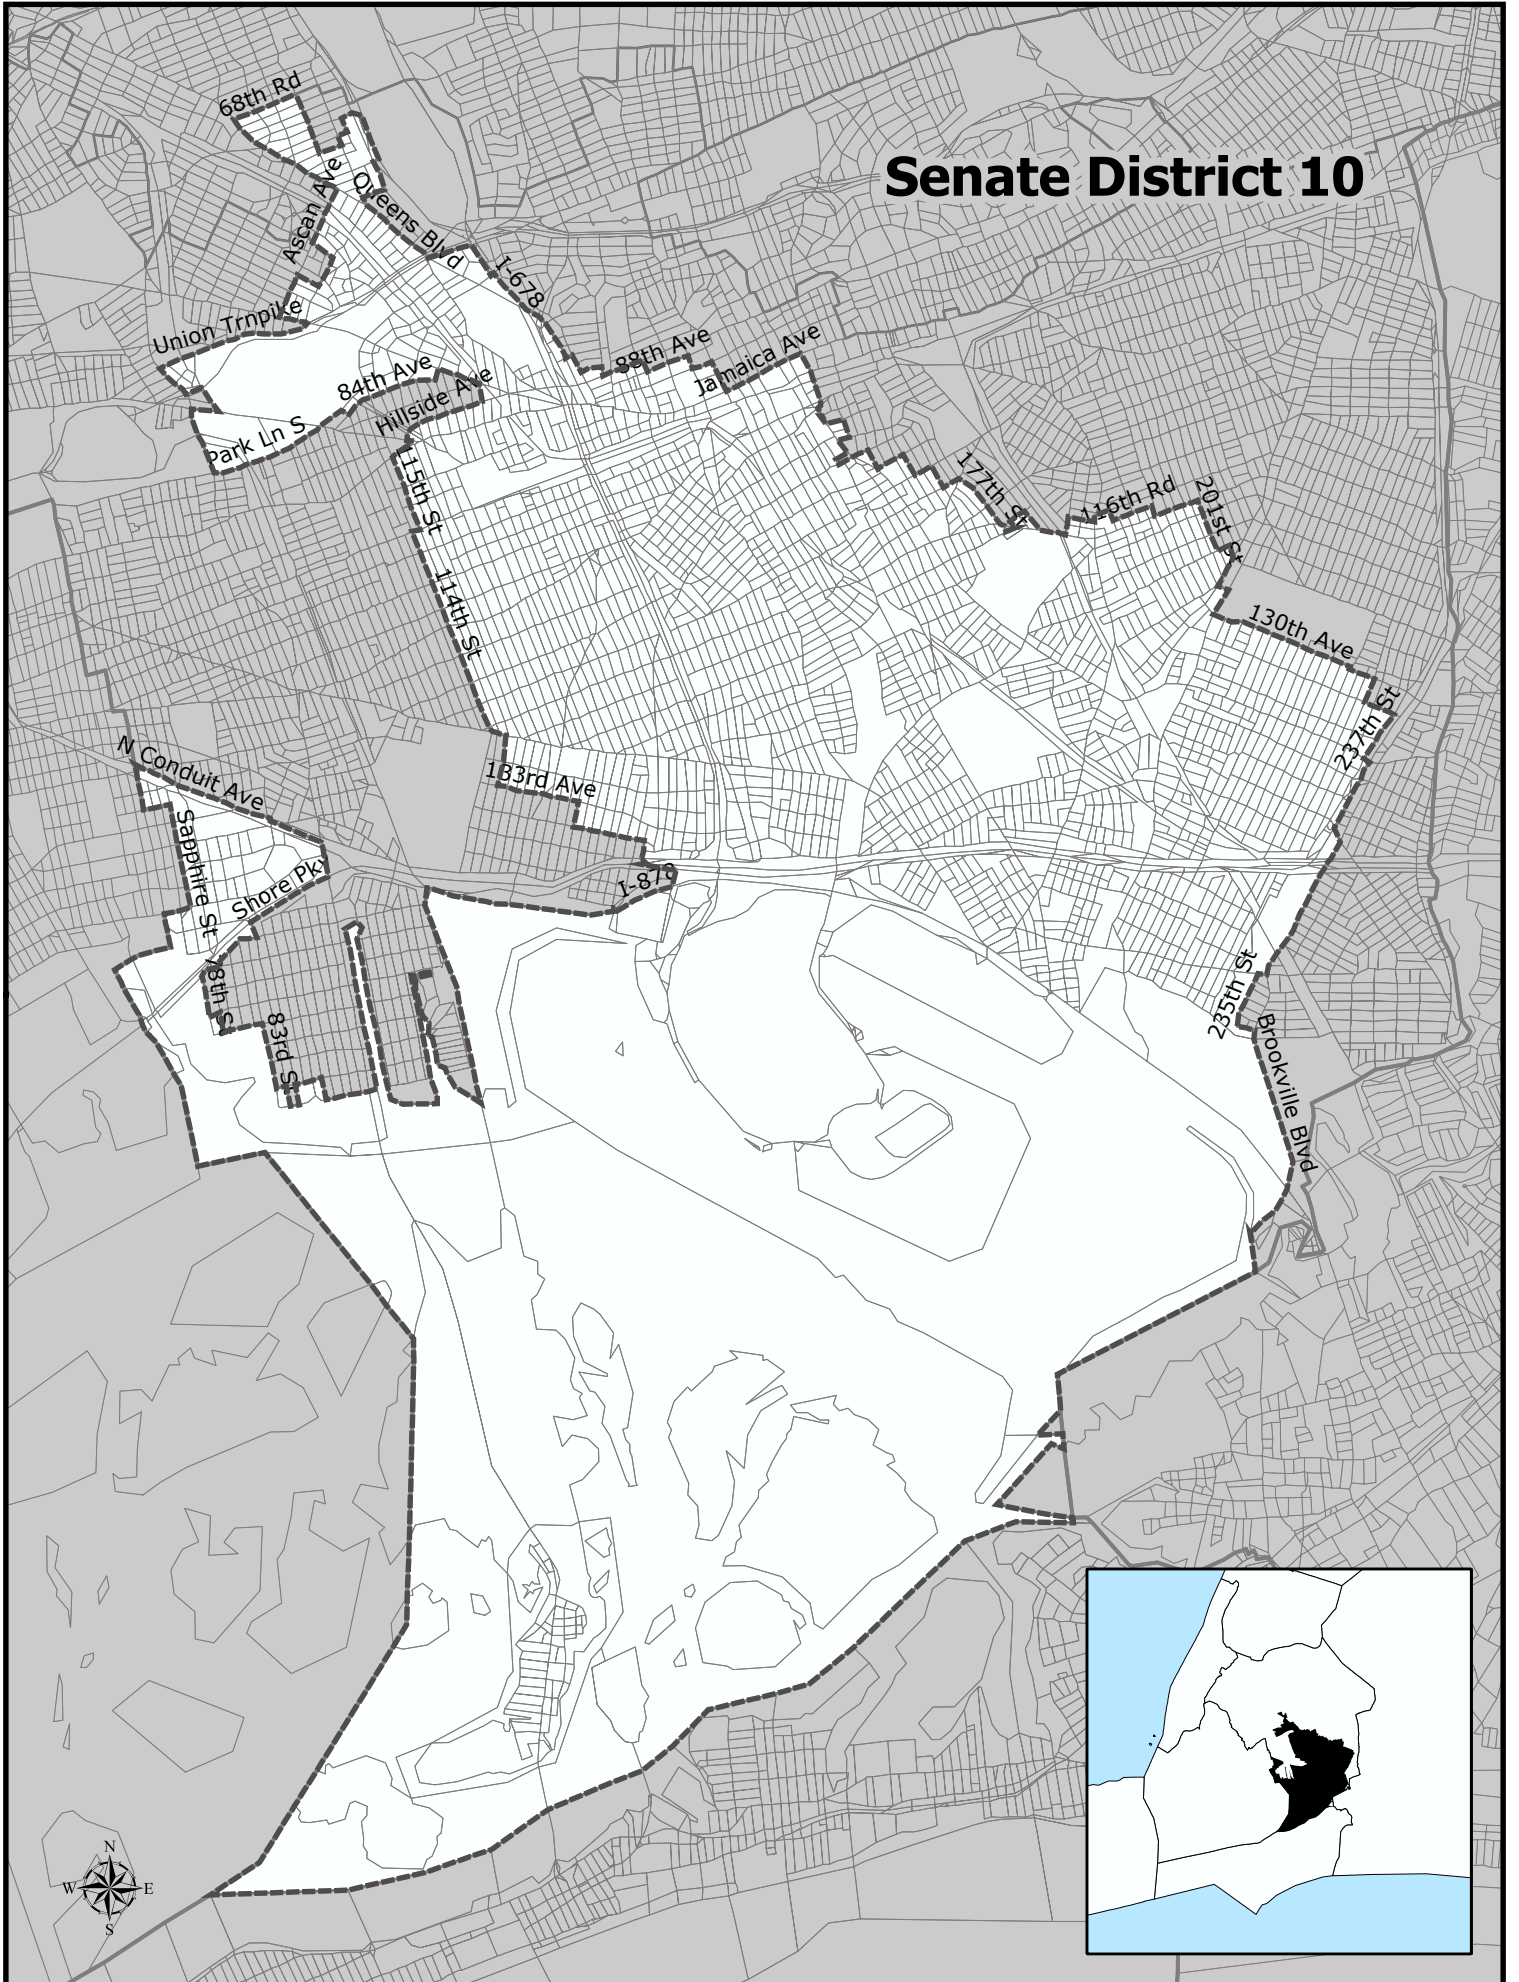 68th Rd
Senate District 10
Ascan Ave
Queens Blvd
I-678
Union Trnpike
88th Ave
Jamaica Ave
84th Ave
Hillside Ave
Park Ln S
115th St
177th St
116th Rd
201st St
114th St
130th Ave
237th St
N Conduit Ave
133rd Ave
Sapphire St
Shore Pky
I-878
78th St
235th St
83rd St
Brookville Blvd
N
W
E
S